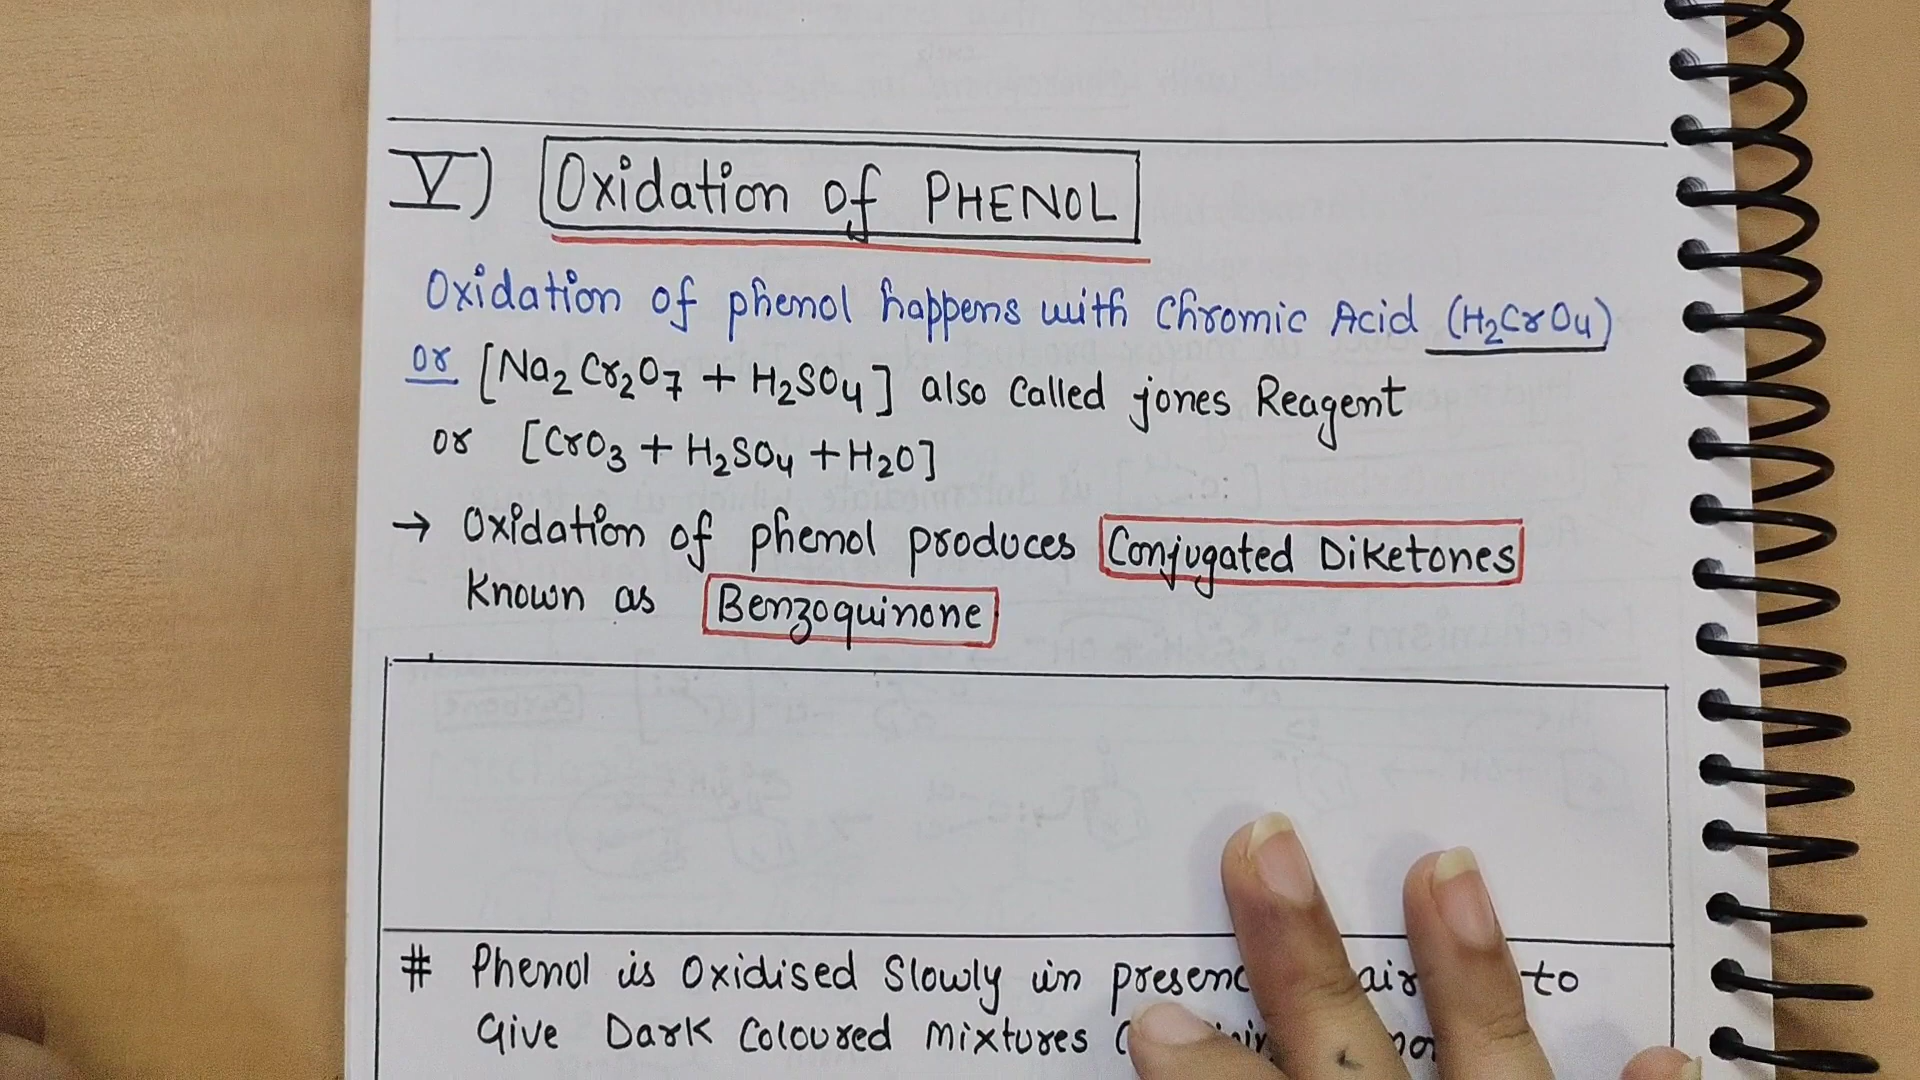 V) Oxidation of PHENOL
Oxidation of phenol happens with Chromic Acid (H2CrO4)
or [Na2Cr2O7 + H2SO4] also called jones Reagent
or [CrO3 + H2SO4 + H2O]
→ Oxidation of phenol produces Conjugated Diketones
Known as Benzoquinone
# Phenol is Oxidised Slowly in air to
Give Dark Coloured Mixtures